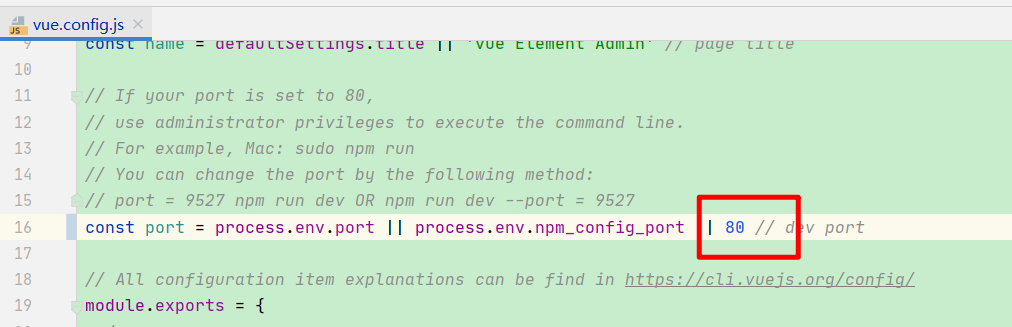 JS vue.config.js ×
9 const name = defaultSettings.title || 'vue Element Admin' // page title
10
11 // If your port is set to 80,
12 // use administrator privileges to execute the command line.
13 // For example, Mac: sudo npm run
14 // You can change the port by the following method:
15 // port = 9527 npm run dev OR npm run dev --port = 9527
16 const port = process.env.port || process.env.npm_config_port | 80 // dev port
17
18 // All configuration item explanations can be find in https://cli.vuejs.org/config/
19 module.exports = {